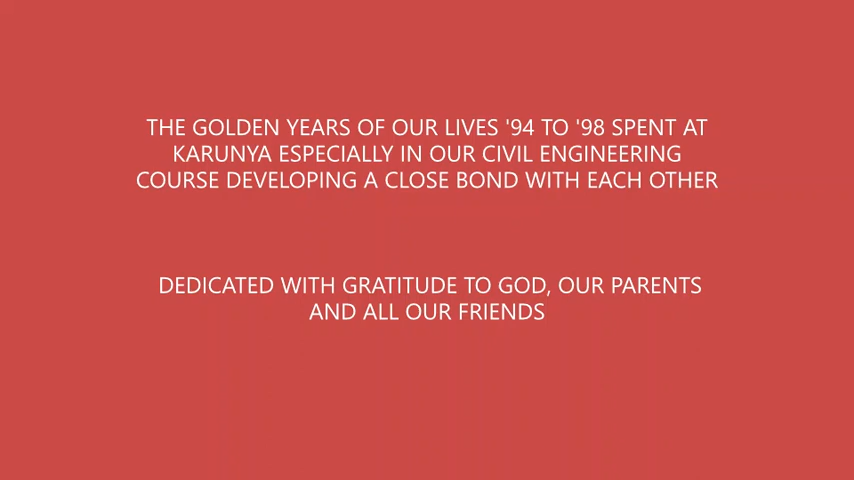 THE GOLDEN YEARS OF OUR LIVES '94 TO '98 SPENT AT
KARUNYA ESPECIALLY IN OUR CIVIL ENGINEERING
COURSE DEVELOPING A CLOSE BOND WITH EACH OTHER
DEDICATED WITH GRATITUDE TO GOD, OUR PARENTS
AND ALL OUR FRIENDS